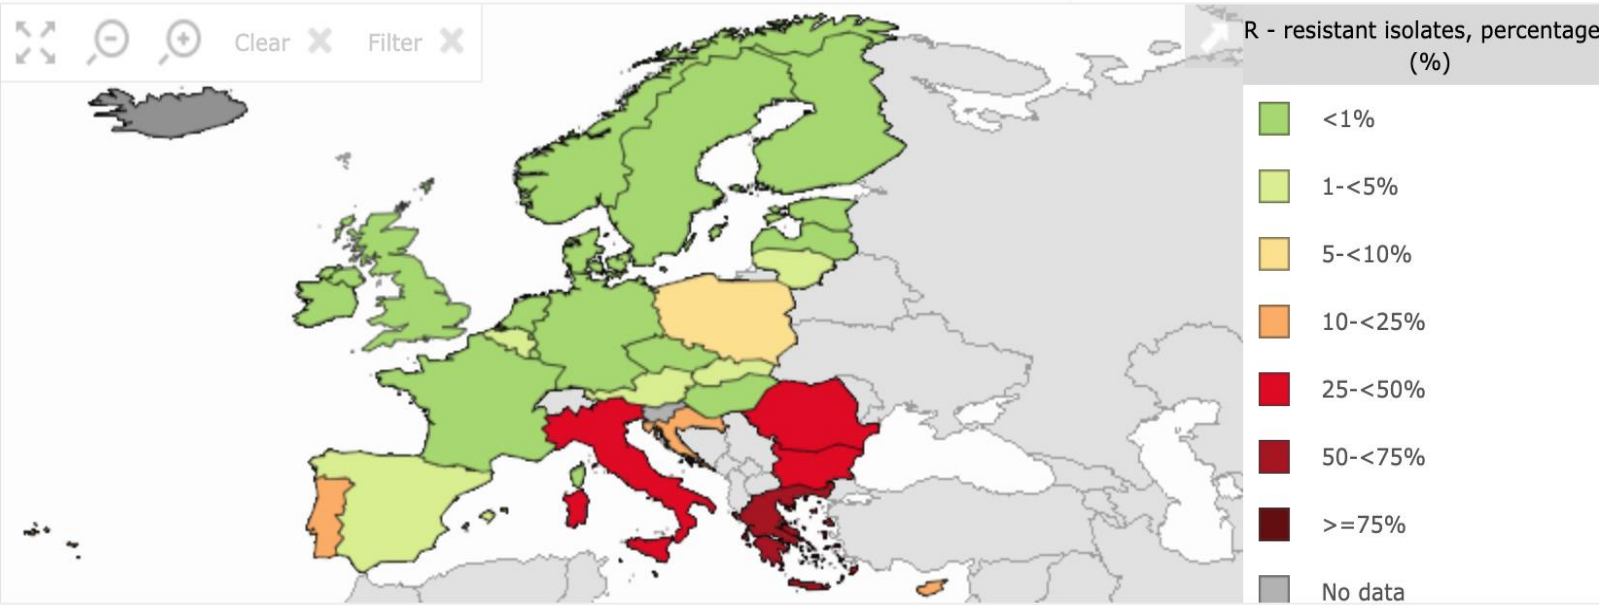 Clear
Filter
R - resistant isolates, percentage
(%)
<1%
1-<5%
5-<10%
10-<25%
25-<50%
50-<75%
>=75%
No data